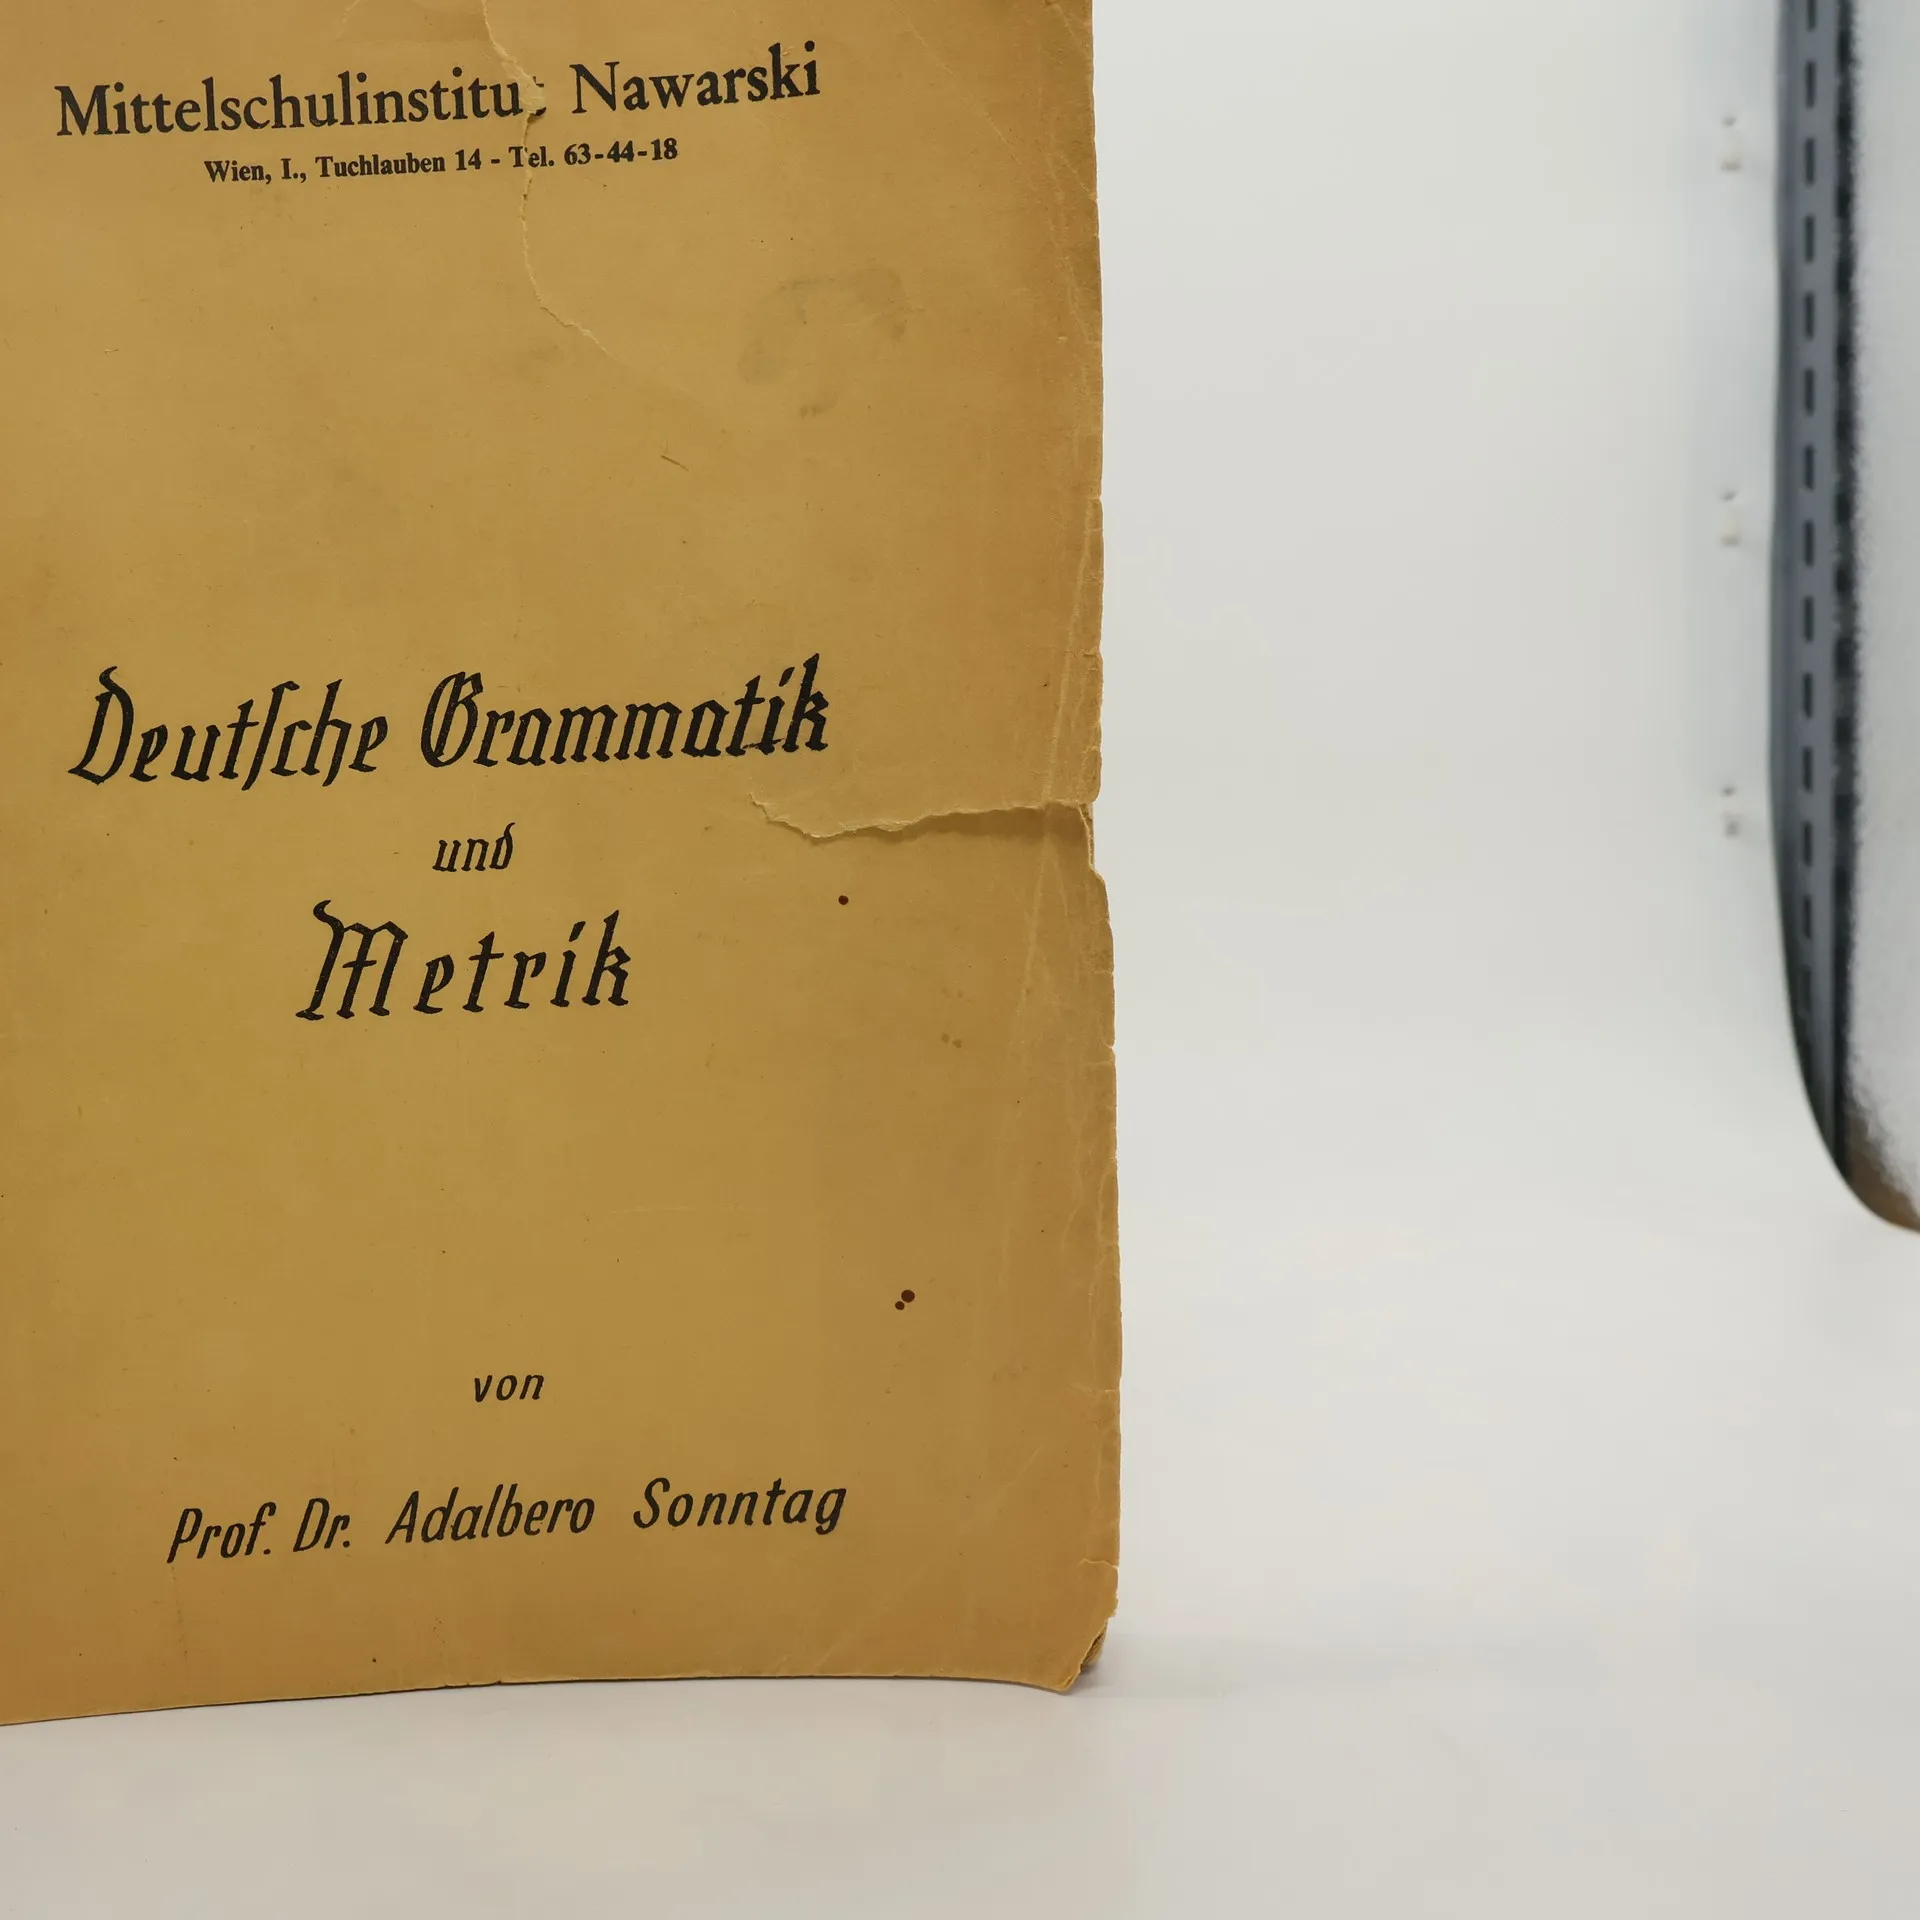 Mittelschulinstitut Nawarski
Wien, I., Tuchlauben 14 - Tel. 63-44-18
Deutſche Grammatik
und
Metrik
von
Prof. Dr. Adalbero Sonntag